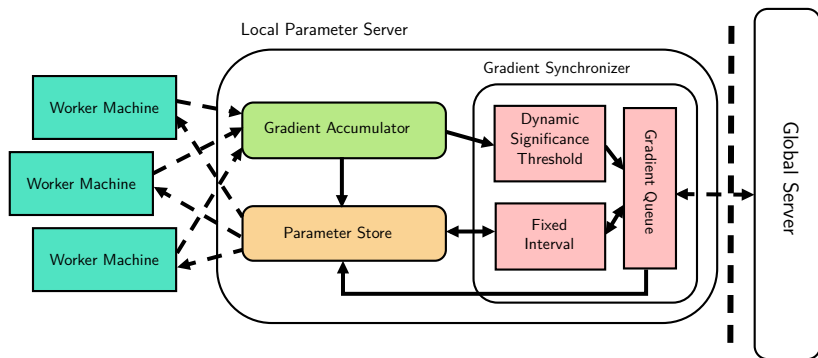 Local Parameter Server
Gradient Synchronizer
Worker Machine
Worker Machine
Worker Machine
Gradient Accumulator
Parameter Store
Dynamic
Significance
Threshold
Fixed
Interval
Gradient Queue
Global Server